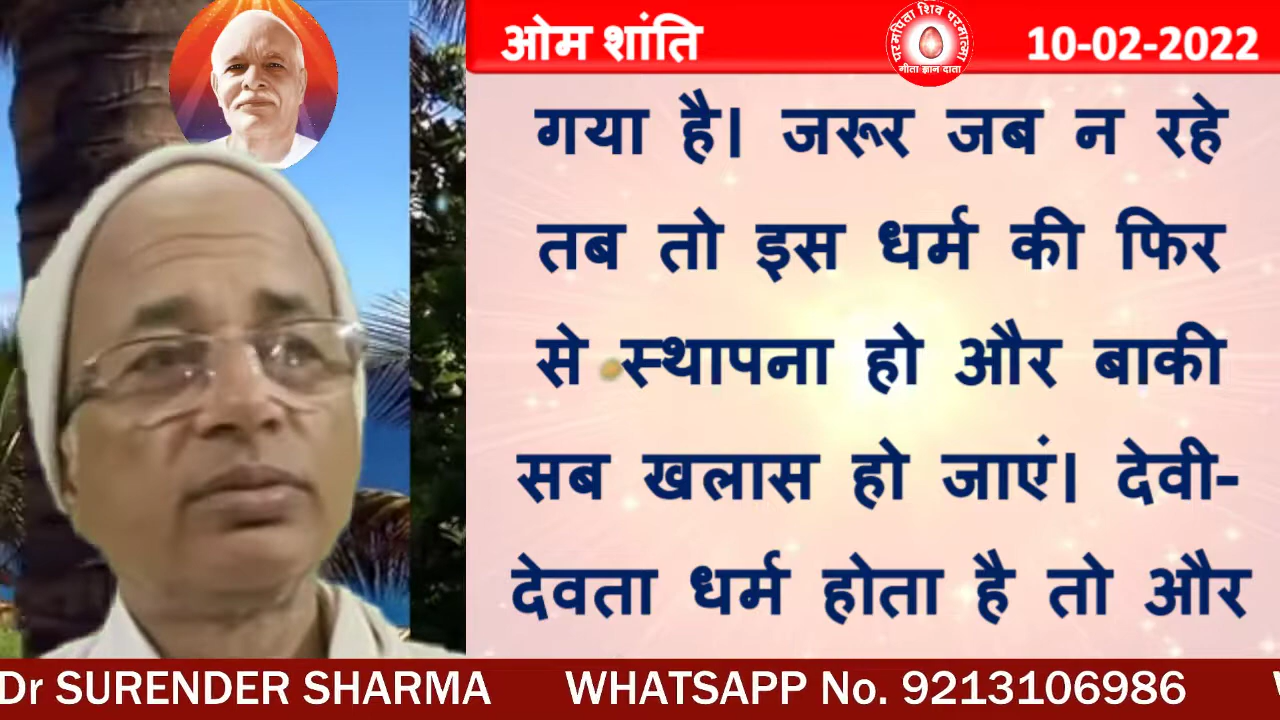 ओम शांति
परमपिता शिव परमात्मा
गीता ज्ञान दाता
10-02-2022
गया है। जरूर जब न रहे
तब तो इस धर्म की फिर
से स्थापना हो और बाकी
सब खलास हो जाएं। देवी-
देवता धर्म होता है तो और
Dr SURENDER SHARMA WHATSAPP No. 9213106986